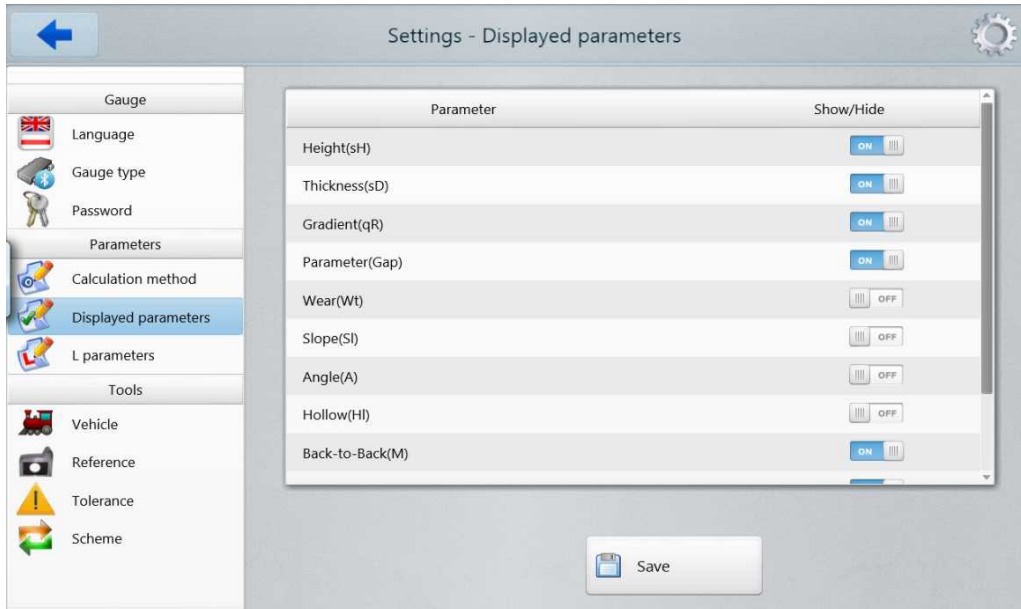 Settings - Displayed parameters
Gauge
Language
Gauge type
Password
Parameters
Calculation method
Displayed parameters
L parameters
Tools
Vehicle
Reference
Tolerance
Scheme
Parameter Show/Hide
Height(sH) ON
Thickness(sD) ON
Gradient(qR) ON
Parameter(Gap) ON
Wear(Wt) OFF
Slope(Sl) OFF
Angle(A) OFF
Hollow(Hl) OFF
Back-to-Back(M) ON
Save